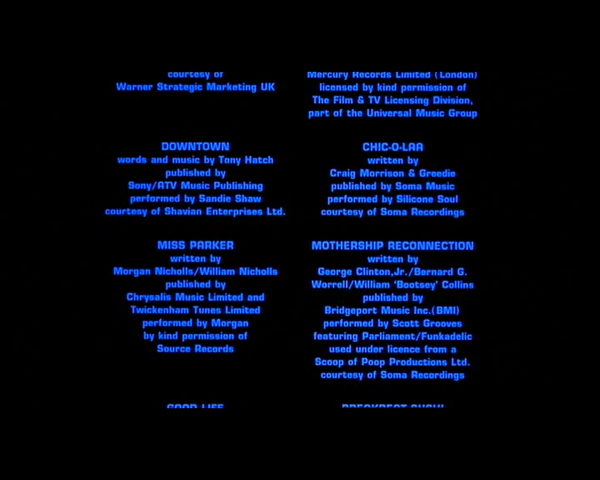 courtesy of
Warner Strategic Marketing UK
DOWNTOWN
words and music by Tony Hatch
published by
Sony/ATV Music Publishing
performed by Sandie Shaw
courtesy of Shavian Enterprises Ltd.
MISS PARKER
written by
Morgan Nicholls/William Nicholls
published by
Chrysalis Music Limited and
Twickenham Tunes Limited
performed by Morgan
by kind permission of
Source Records
GOOD LIFE
Mercury Records Limited (London)
licensed by kind permission of
The Film & TV Licensing Division,
part of the Universal Music Group
CHIC-O-LAA
written by
Craig Morrison & Greedie
published by Soma Music
performed by Silicone Soul
courtesy of Soma Recordings
MOTHERSHIP RECONNECTION
written by
George Clinton,Jr./Bernard G.
Worrell/William 'Bootsey' Collins
published by
Bridgeport Music Inc.(BMI)
performed by Scott Grooves
featuring Parliament/Funkadelic
used under licence from a
Scoop of Poop Productions Ltd.
courtesy of Soma Recordings